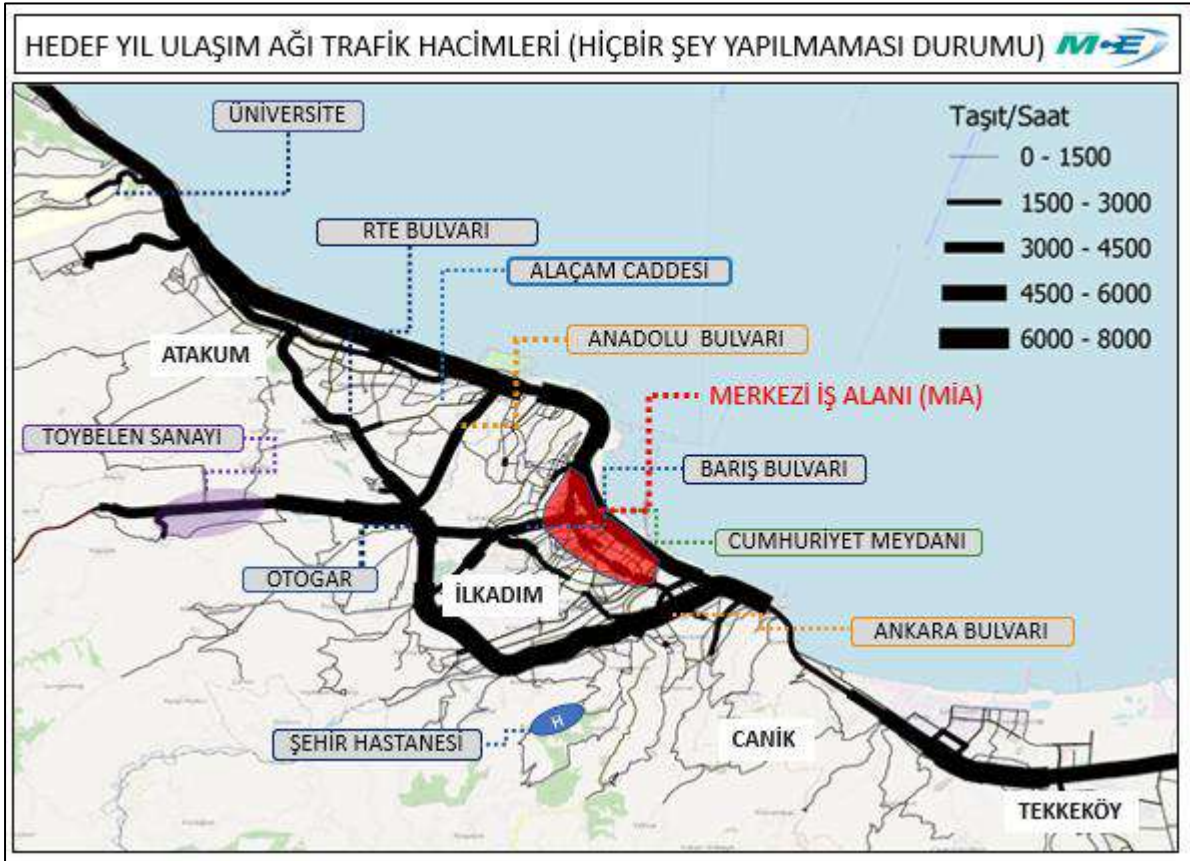 HEDEF YIL ULAŞIM AĞI TRAFİK HACİMLERİ (HİÇBİR ŞEY YAPILMAMASI DURUMU) M-E
Taşıt/Saat
0 - 1500
1500 - 3000
3000 - 4500
4500 - 6000
6000 - 8000
ÜNİVERSİTE
RTE BULVARI
ALAÇAM CADDESİ
ANADOLU BULVARI
ATAKUM
MERKEZİ İŞ ALANI (MİA)
TOYBELEN SANAYİ
BARIŞ BULVARI
CUMHURİYET MEYDANI
OTOGAR
İLKADIM
ANKARA BULVARI
H
ŞEHİR HASTANESİ
CANİK
TEKKEKÖY